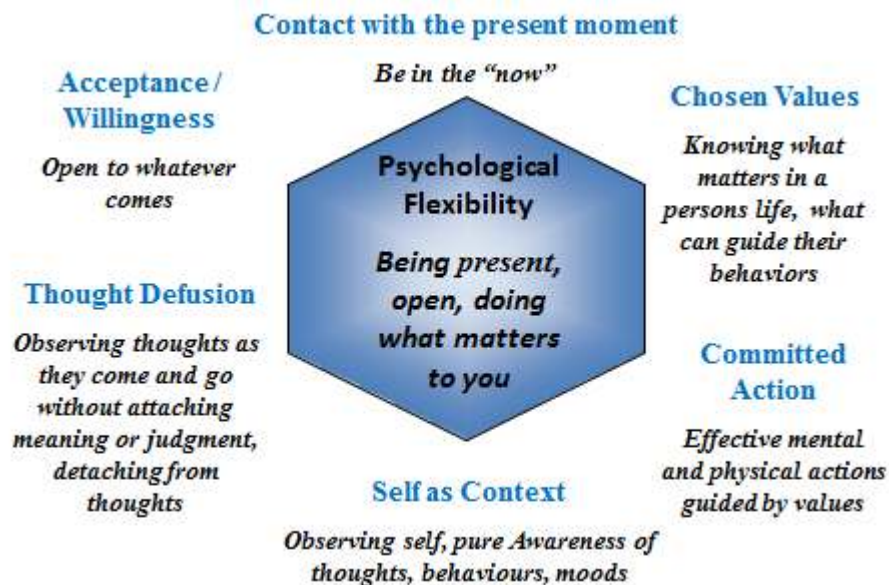 Contact with the present moment
Be in the “now”
Acceptance /
Willingness
Open to whatever
comes
Chosen Values
Knowing what
matters in a
persons life, what
can guide their
behaviors
Psychological
Flexibility
Being present,
open, doing
what matters
to you
Thought Defusion
Observing thoughts as
they come and go
without attaching
meaning or judgment,
detaching from
thoughts
Committed
Action
Effective mental
and physical actions
guided by values
Self as Context
Observing self, pure Awareness of
thoughts, behaviours, moods